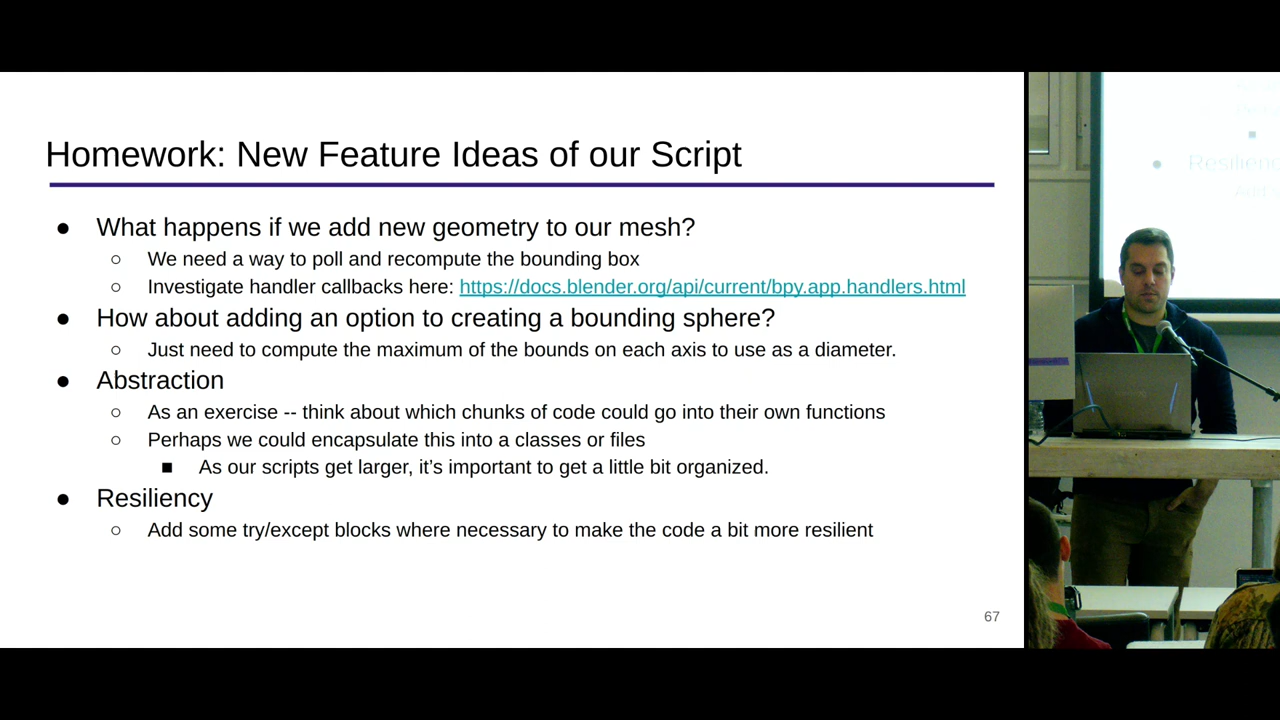 Homework: New Feature Ideas of our Script
● What happens if we add new geometry to our mesh?
○ We need a way to poll and recompute the bounding box
○ Investigate handler callbacks here: https://docs.blender.org/api/current/bpy.app.handlers.html
● How about adding an option to creating a bounding sphere?
○ Just need to compute the maximum of the bounds on each axis to use as a diameter.
● Abstraction
○ As an exercise -- think about which chunks of code could go into their own functions
○ Perhaps we could encapsulate this into a classes or files
■ As our scripts get larger, it's important to get a little bit organized.
● Resiliency
○ Add some try/except blocks where necessary to make the code a bit more resilient
67